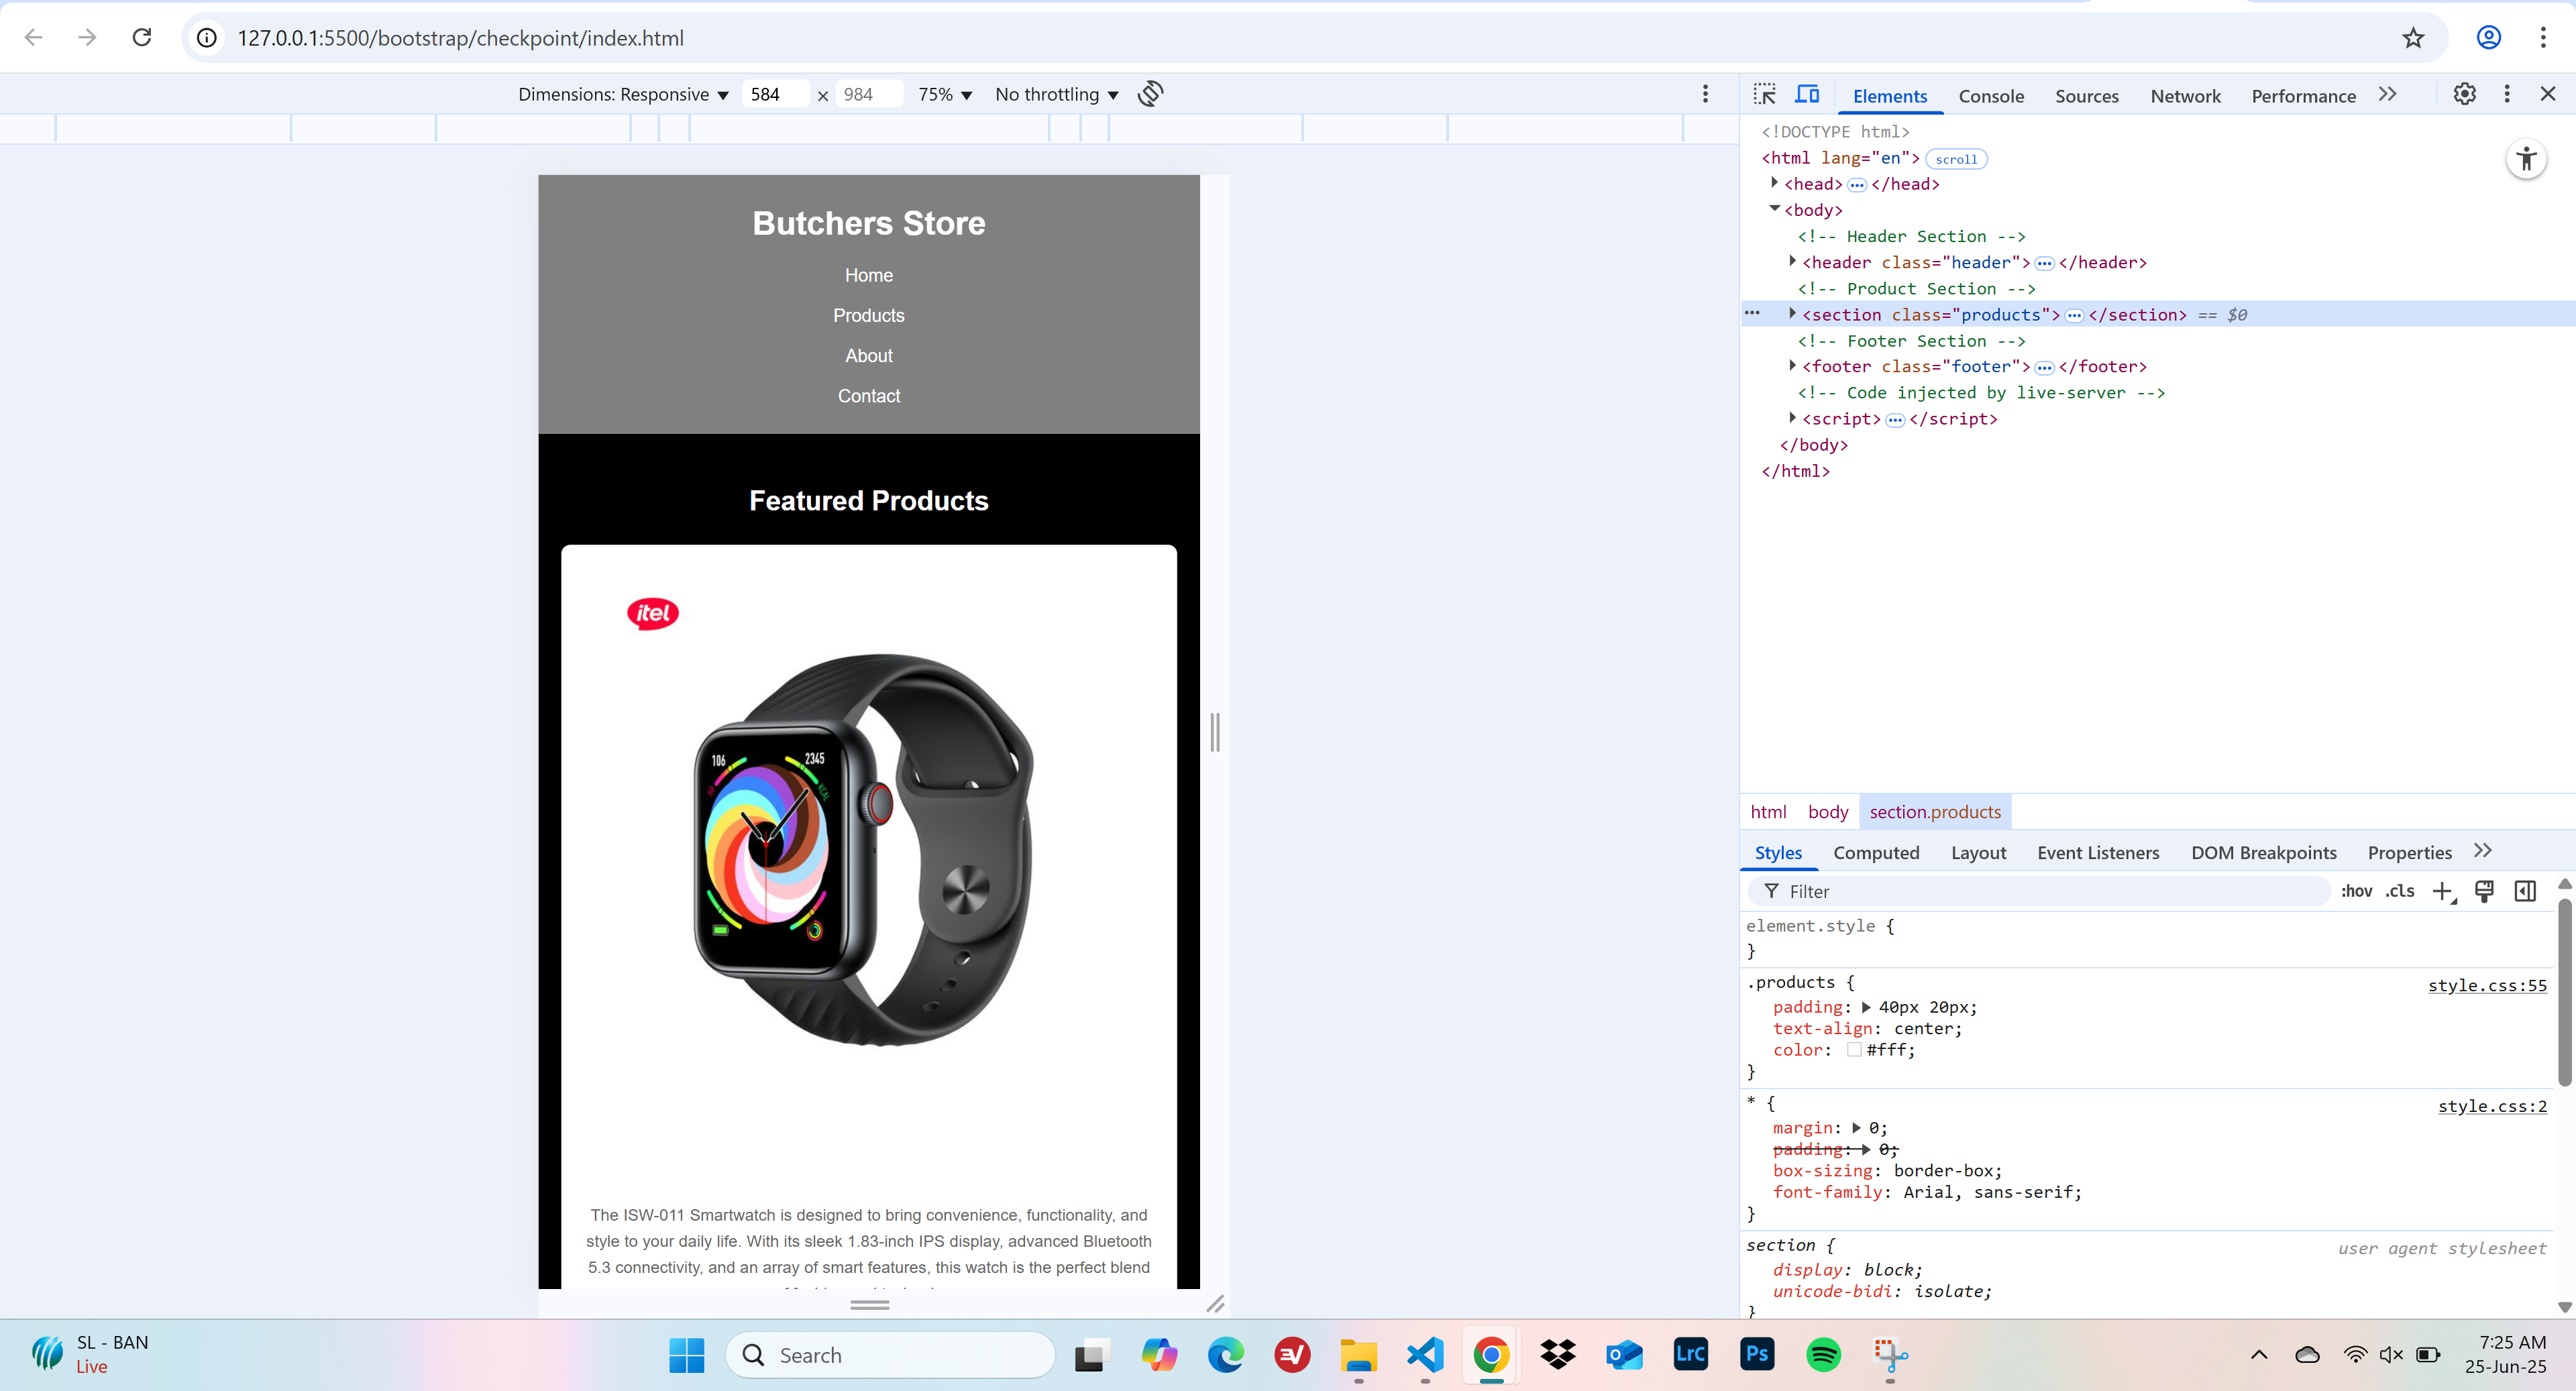 127.0.0.1:5500/bootstrap/checkpoint/index.html
Dimensions: Responsive 584 × 984 75% No throttling
Elements Console Sources Network Performance
Butchers Store
Home
Products
About
Contact
Featured Products
itel
106 2345
KCAL
The ISW-011 Smartwatch is designed to bring convenience, functionality, and
style to your daily life. With its sleek 1.83-inch IPS display, advanced Bluetooth
5.3 connectivity, and an array of smart features, this watch is the perfect blend
<!DOCTYPE html>
<html lang="en"> scroll
<head> ••• </head>
<body>
<!-- Header Section -->
<header class="header"> ••• </header>
<!-- Product Section -->
••• <section class="products"> ••• </section> == $0
<!-- Footer Section -->
<footer class="footer"> ••• </footer>
<!-- Code injected by live-server -->
<script> ••• </script>
</body>
</html>
html body section.products
Styles Computed Layout Event Listeners DOM Breakpoints Properties
Filter :hov .cls
element.style {
}
.products { style.css:55
padding: 40px 20px;
text-align: center;
color: #fff;
}
* { style.css:2
margin: 0;
padding: 0;
box-sizing: border-box;
font-family: Arial, sans-serif;
}
section { user agent stylesheet
display: block;
unicode-bidi: isolate;
}
SL - BAN
Live
Search
LrC
Ps
7:25 AM
25-Jun-25